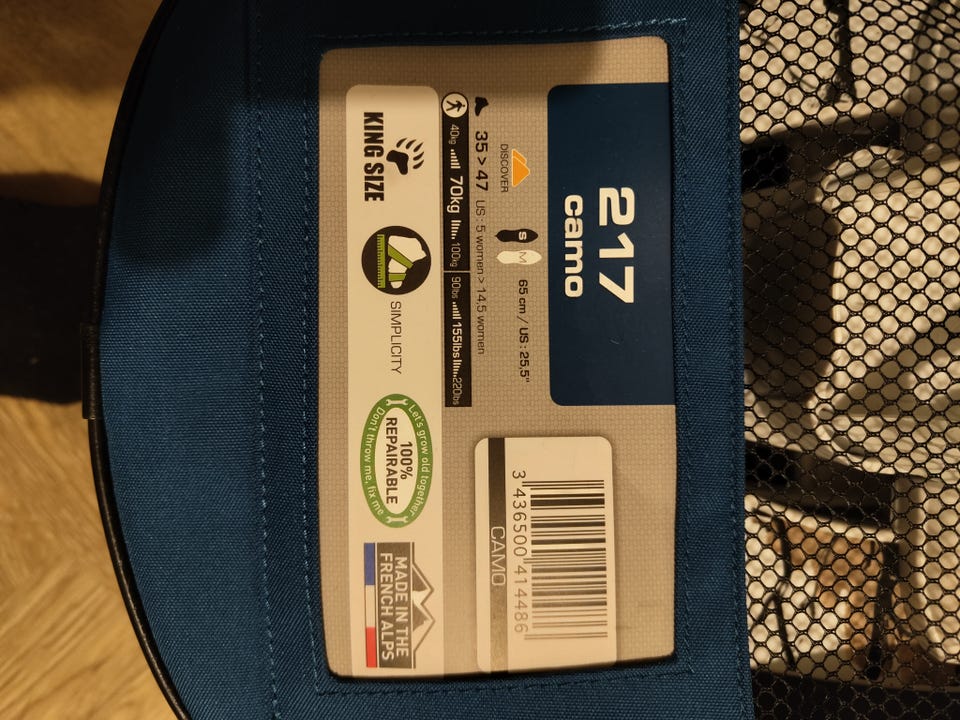 217
camo
DISCOVER
S M 65 cm / US : 25,5"
35 > 47 US : 5 women > 14,5 women
40kg 70kg 100kg 90lbs 155lbs 220lbs
KING SIZE
SIMPLICITY
Let's grow old together
100%
REPAIRABLE
Don't throw me, fix me
MADE IN THE
FRENCH ALPS
CAMO
3 436500 414486